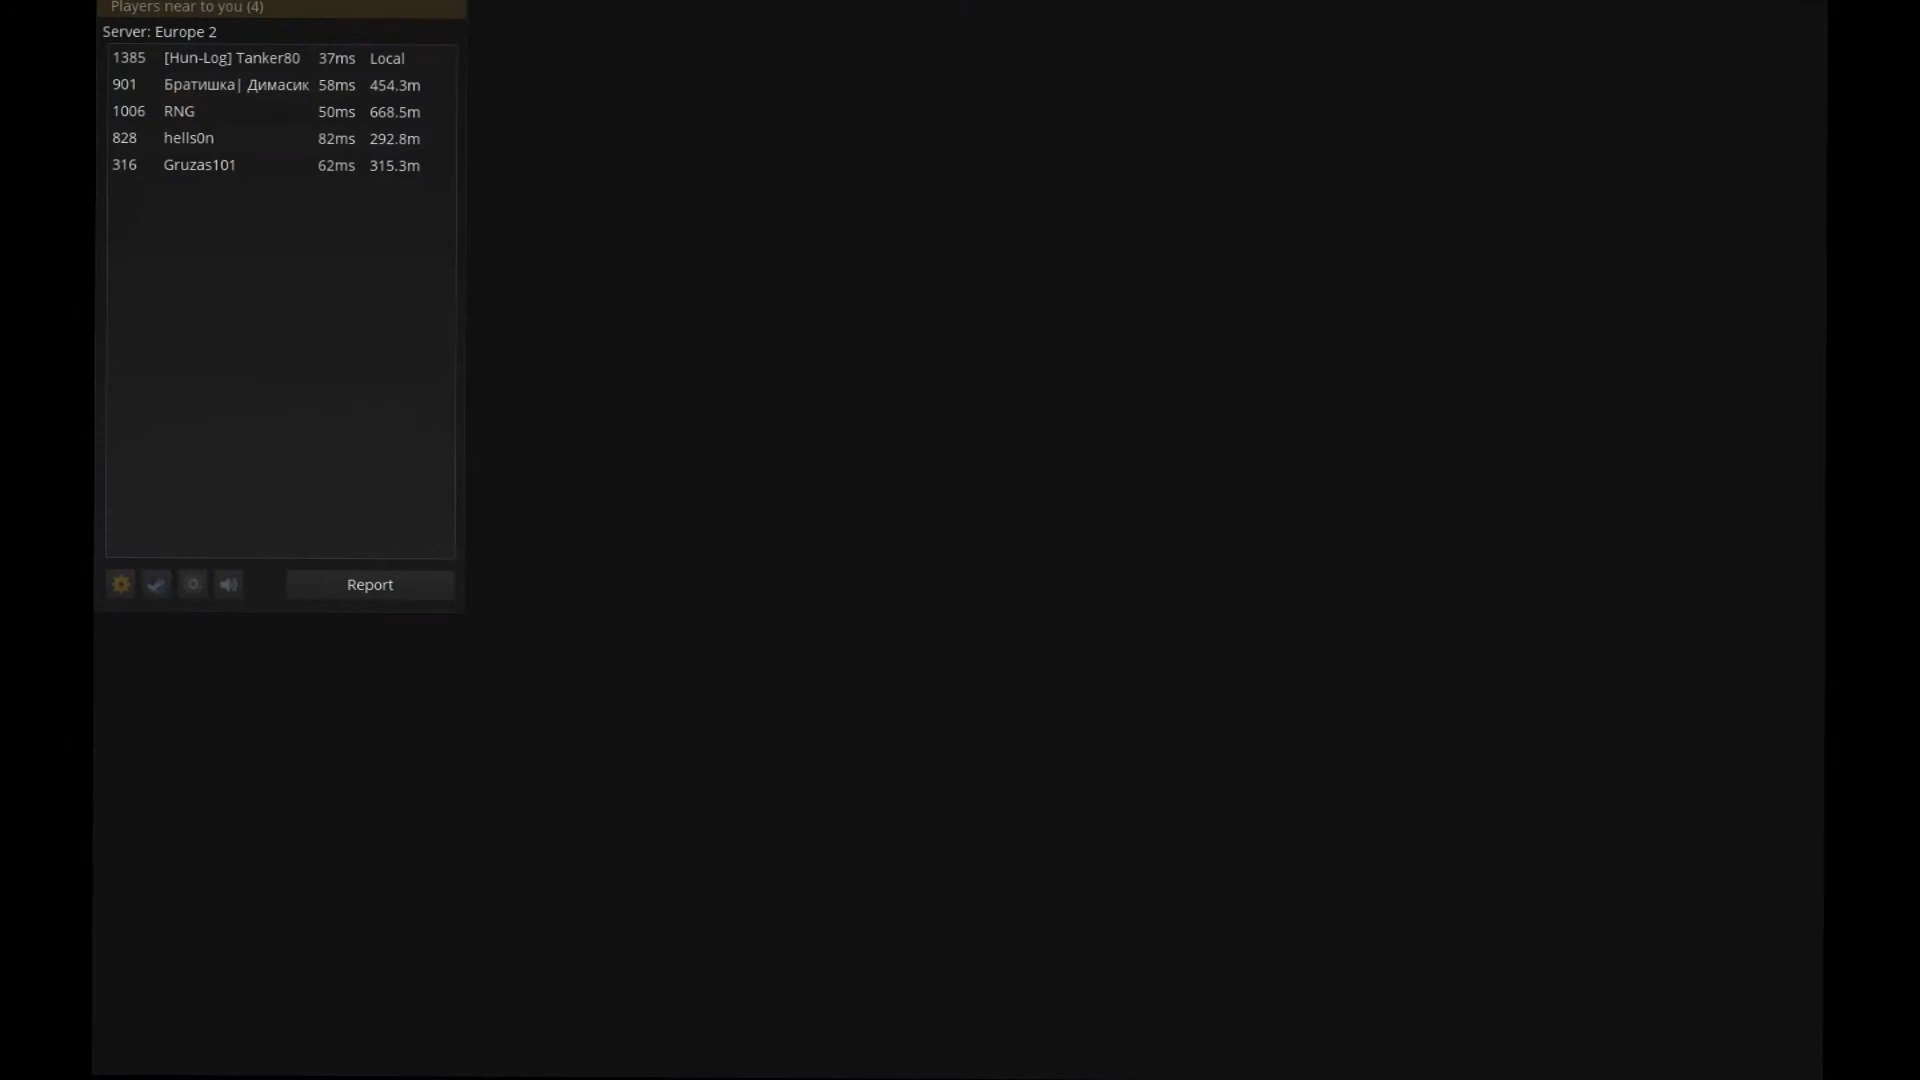 Players near to you (4)
Server: Europe 2
1385 [Hun-Log] Tanker80 37ms Local
901 Братишка| Димасик 58ms 454.3m
1006 RNG 50ms 668.5m
828 hells0n 82ms 292.8m
316 Gruzas101 62ms 315.3m
Report